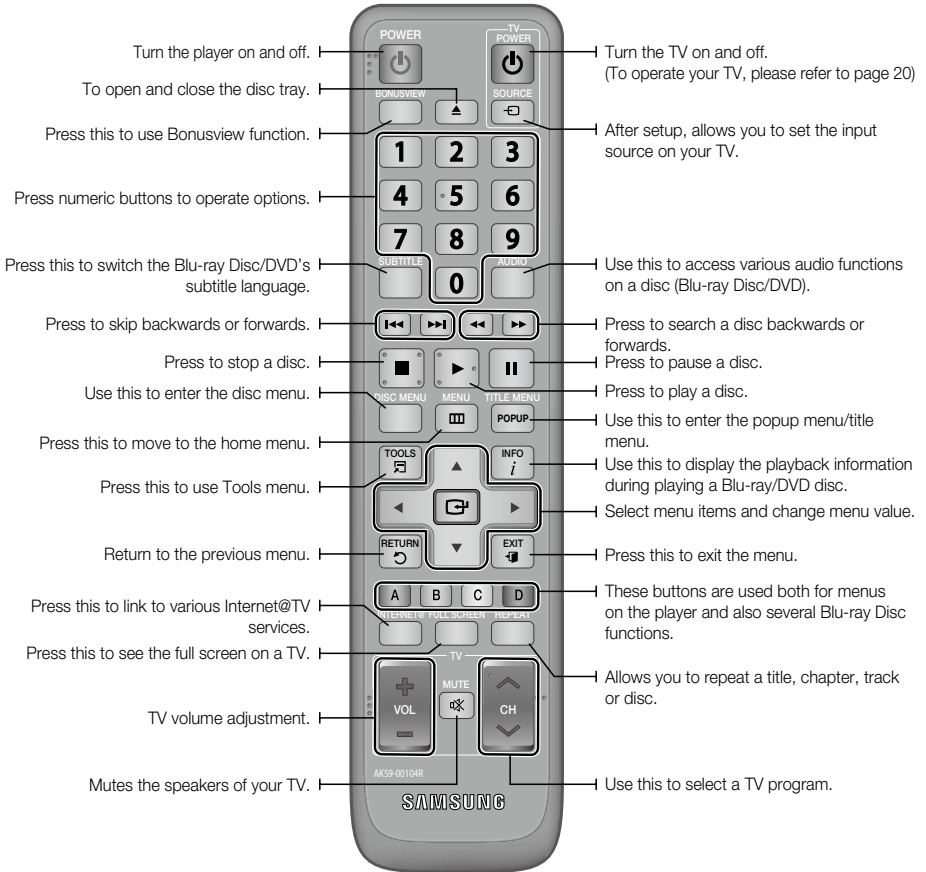 POWER
TV
POWER
Turn the player on and off.
Turn the TV on and off.
(To operate your TV, please refer to page 20)
To open and close the disc tray.
BONUSVIEW
SOURCE
Press this to use Bonusview function.
After setup, allows you to set the input
source on your TV.
1 2 3
Press numeric buttons to operate options.
4 5 6
7 8 9
Press this to switch the Blu-ray Disc/DVD's
subtitle language.
SUBTITLE
0
AUDIO
Use this to access various audio functions
on a disc (Blu-ray Disc/DVD).
Press to skip backwards or forwards.
Press to search a disc backwards or
forwards.
Press to stop a disc.
Press to pause a disc.
Use this to enter the disc menu.
Press to play a disc.
DISC MENU MENU TITLE MENU
POPUP
Use this to enter the popup menu/title
menu.
Press this to move to the home menu.
TOOLS
INFO
i
Use this to display the playback information
during playing a Blu-ray/DVD disc.
Press this to use Tools menu.
Select menu items and change menu value.
Return to the previous menu.
RETURN
EXIT
Press this to exit the menu.
A B C D
These buttons are used both for menus
on the player and also several Blu-ray Disc
functions.
Press this to link to various Internet@TV
services.
INTERNET@ FULL SCREEN REPEAT
Press this to see the full screen on a TV.
TV
Allows you to repeat a title, chapter, track
or disc.
MUTE
VOL
CH
TV volume adjustment.
Mutes the speakers of your TV.
AK59-00104R
Use this to select a TV program.
SAMSUNG